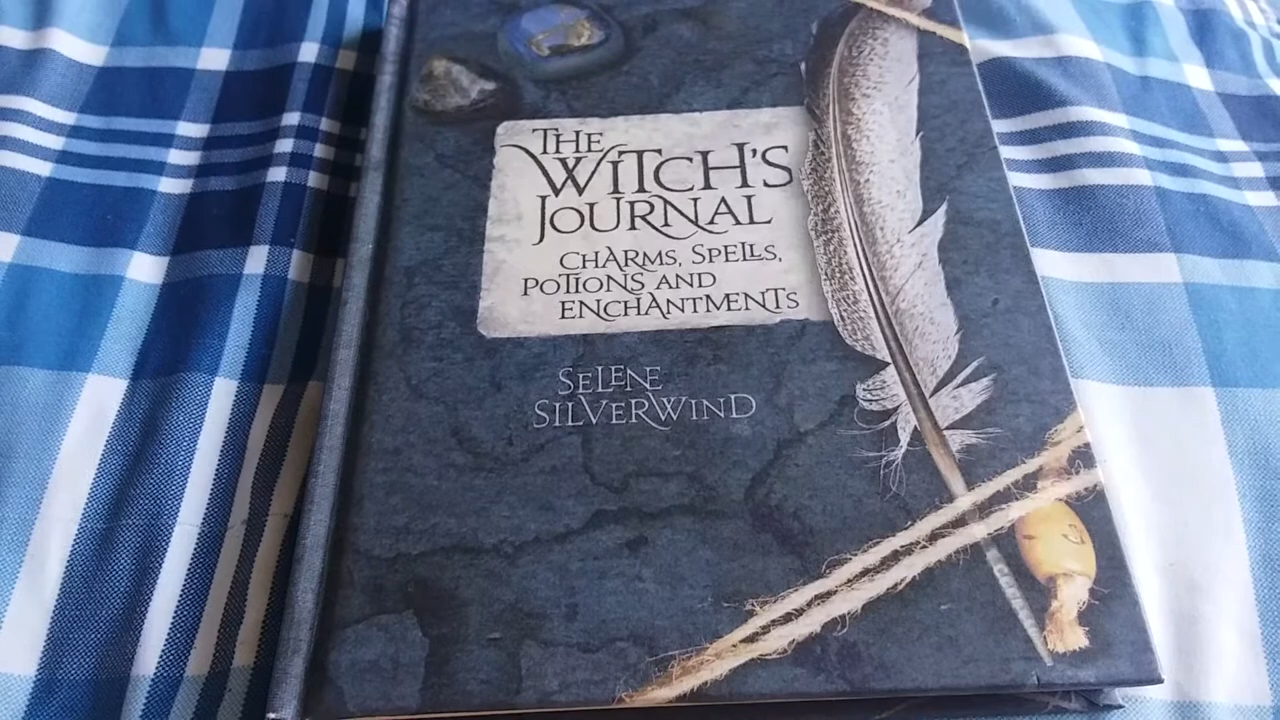 THE
WITCH'S
JOURNAL
CHARMS, SPELLS,
POTIONS AND
ENCHANTMENTS
SELENE
SILVERWIND